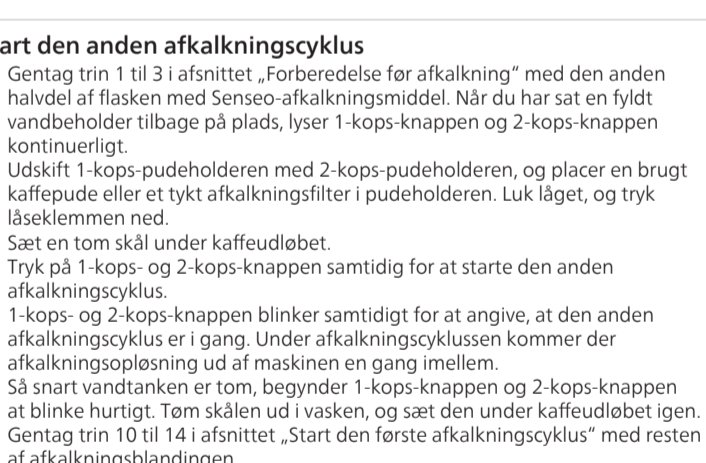 art den anden afkalkningscyklus
Gentag trin 1 til 3 i afsnittet „Forberedelse før afkalkning“ med den anden
halvdel af flasken med Senseo-afkalkningsmiddel. Når du har sat en fyldt
vandbeholder tilbage på plads, lyser 1-kops-knappen og 2-kops-knappen
kontinuerligt.
Udskift 1-kops-pudeholderen med 2-kops-pudeholderen, og placer en brugt
kaffepude eller et tykt afkalkningsfilter i pudeholderen. Luk låget, og tryk
låseklemmen ned.
Sæt en tom skål under kaffeudløbet.
Tryk på 1-kops- og 2-kops-knappen samtidig for at starte den anden
afkalkningscyklus.
1-kops- og 2-kops-knappen blinker samtidigt for at angive, at den anden
afkalkningscyklus er i gang. Under afkalkningscyklussen kommer der
afkalkningsopløsning ud af maskinen en gang imellem.
Så snart vandtanken er tom, begynder 1-kops-knappen og 2-kops-knappen
at blinke hurtigt. Tøm skålen ud i vasken, og sæt den under kaffeudløbet igen.
Gentag trin 10 til 14 i afsnittet „Start den første afkalkningscyklus“ med resten
af afkalkningsblandingen